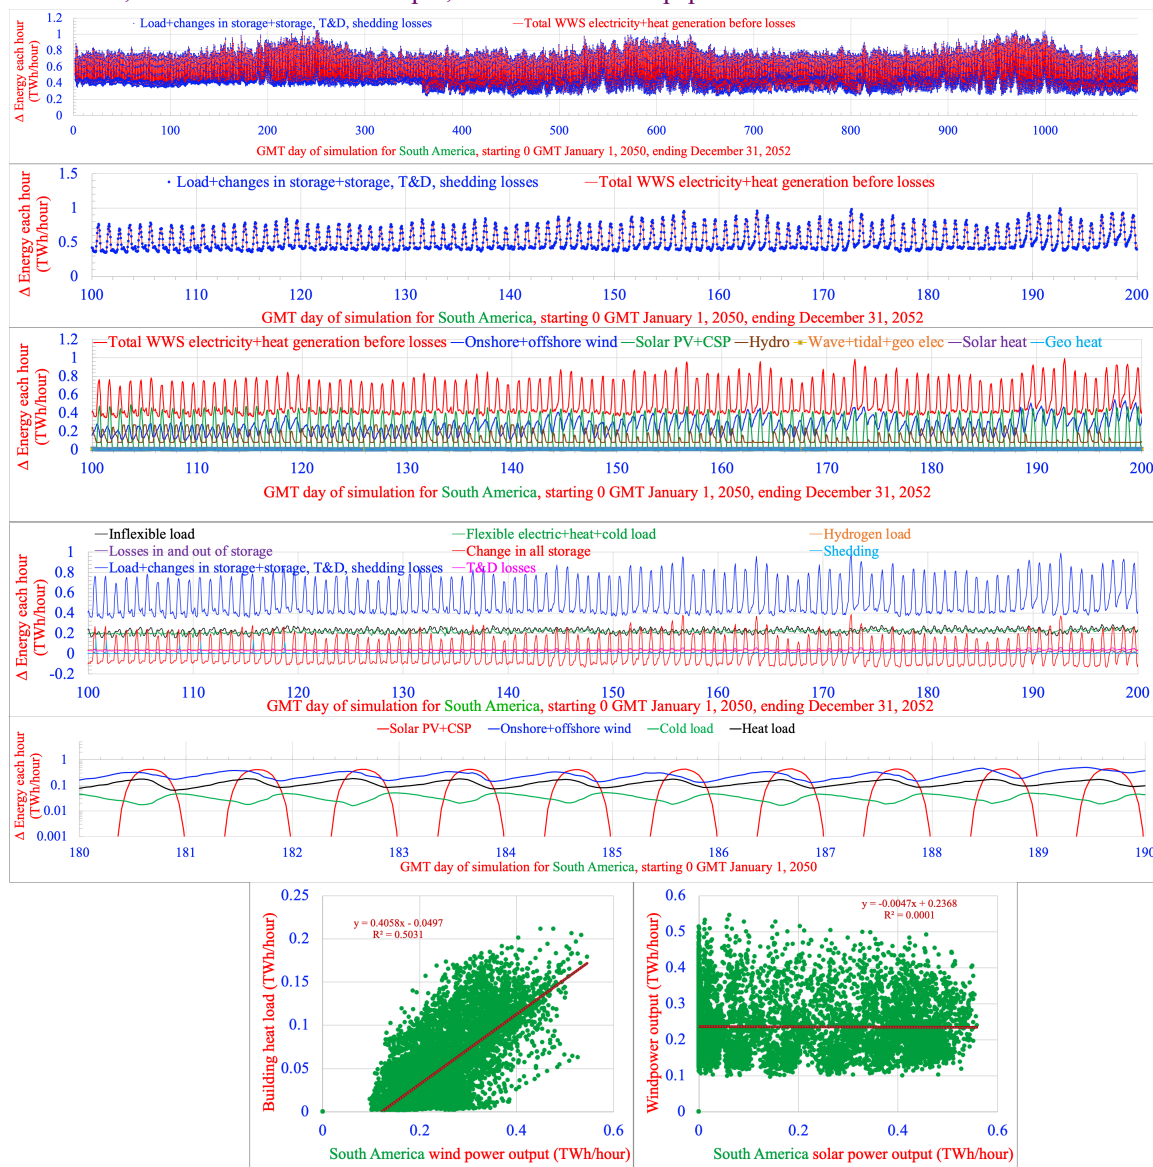 Load+changes in storage+storage, T&D, shedding losses
Total WWS electricity+heat generation before losses
Δ Energy each hour
(TWh/hour)
1.2
1
0.8
0.6
0.4
0.2
0
0 100 200 300 400 500 600 700 800 900 1000
GMT day of simulation for South America, starting 0 GMT January 1, 2050, ending December 31, 2052
Load+changes in storage+storage, T&D, shedding losses
Total WWS electricity+heat generation before losses
Δ Energy each hour
(TWh/hour)
1.5
1
0.5
0
100 110 120 130 140 150 160 170 180 190 200
GMT day of simulation for South America, starting 0 GMT January 1, 2050, ending December 31, 2052
Total WWS electricity+heat generation before losses Onshore+offshore wind Solar PV+CSP Hydro Wave+tidal+geo elec Solar heat Geo heat
Δ Energy each hour
(TWh/hour)
1.2
1
0.8
0.6
0.4
0.2
0
100 110 120 130 140 150 160 170 180 190 200
GMT day of simulation for South America, starting 0 GMT January 1, 2050, ending December 31, 2052
Inflexible load Flexible electric+heat+cold load Hydrogen load
Losses in and out of storage Change in all storage Shedding
Load+changes in storage+storage, T&D, shedding losses T&D losses
Δ Energy each hour
(TWh/hour)
1
0.8
0.6
0.4
0.2
0
-0.2
100 110 120 130 140 150 160 170 180 190 200
GMT day of simulation for South America, starting 0 GMT January 1, 2050, ending December 31, 2052
Solar PV+CSP Onshore+offshore wind Cold load Heat load
Δ Energy each hour
(TWh/hour)
1
0.1
0.01
0.001
180 181 182 183 184 185 186 187 188 189 190
GMT day of simulation for South America, starting 0 GMT January 1, 2050
Building heat load (TWh/hour)
0.25
0.2
0.15
0.1
0.05
0
y = 0.4058x - 0.0497
R² = 0.5031
0 0.2 0.4 0.6
South America wind power output (TWh/hour)
Windpower output (TWh/hour)
0.6
0.5
0.4
0.3
0.2
0.1
0
y = -0.0047x + 0.2368
R² = 0.0001
0 0.2 0.4 0.6
South America solar power output (TWh/hour)